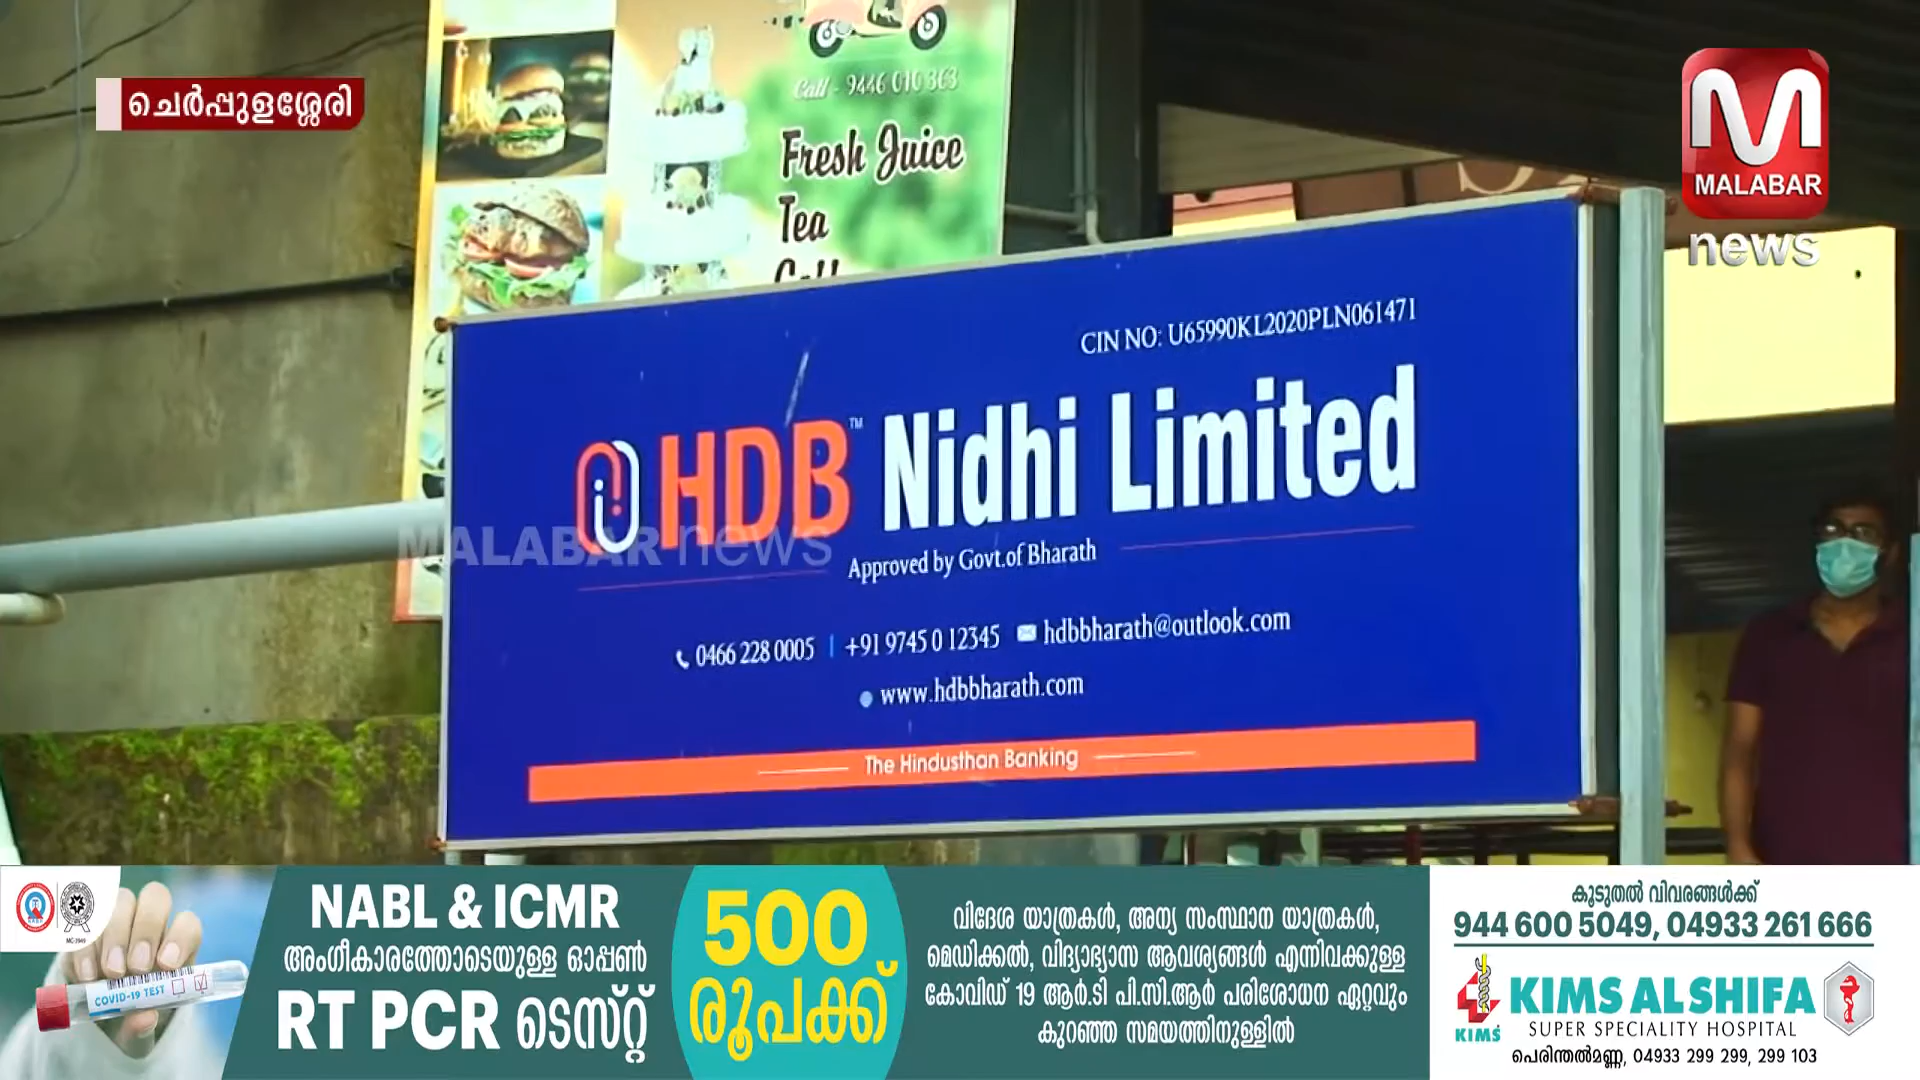 ചെർപ്പുളശ്ശേരി
MALABAR
news
Call - 9446 010 363
Fresh Juice
Tea
CIN NO: U65990KL2020PLN061471
HDB™ Nidhi Limited
MALABAR news
Approved by Govt.of Bharath
0466 228 0005 | +91 9745 0 12345 hdbbharath@outlook.com
www.hdbbharath.com
The Hindusthan Banking
COVID-19 TEST
NABL & ICMR
അംഗീകാരത്തോടെയുള്ള ഓപ്പൺ
RT PCR ടെസ്റ്റ്
500
രൂപക്ക്
വിദേശ യാത്രകൾ, അന്യ സംസ്ഥാന യാത്രകൾ,
മെഡിക്കൽ, വിദ്യാഭ്യാസ ആവശ്യങ്ങൾ എന്നിവക്കുള്ള
കോവിഡ് 19 ആർ.ടി പി.സി.ആർ പരിശോധന ഏറ്റവും
കുറഞ്ഞ സമയത്തിനുള്ളിൽ
കൂടുതൽ വിവരങ്ങൾക്ക്
944 600 5049, 04933 261 666
KIMS
KIMS ALSHIFA
SUPER SPECIALITY HOSPITAL
പെരിന്തൽമണ്ണ, 04933 299 299, 299 103